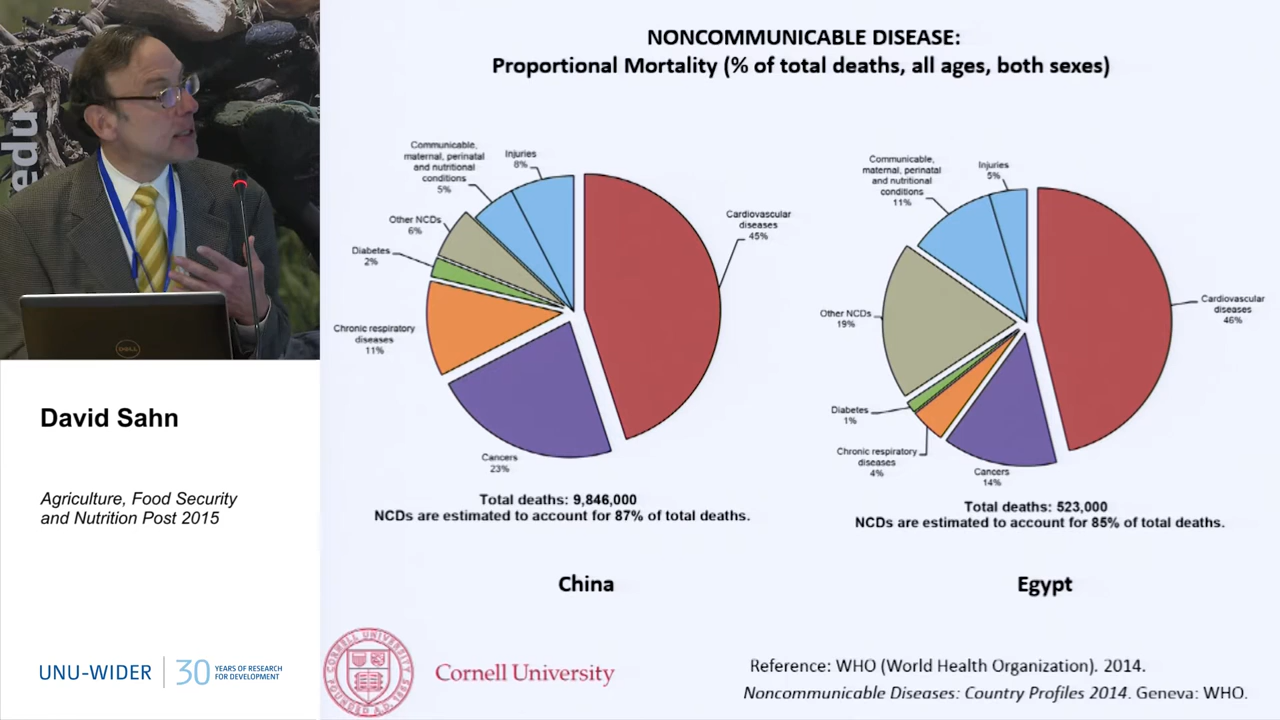 NONCOMMUNICABLE DISEASE:
Proportional Mortality (% of total deaths, all ages, both sexes)
Communicable,
maternal, perinatal
and nutritional
conditions
5%
Injuries
8%
Other NCDs
6%
Diabetes
2%
Chronic respiratory
diseases
11%
Cancers
23%
Cardiovascular
diseases
45%
Total deaths: 9,846,000
NCDs are estimated to account for 87% of total deaths.
China
Communicable,
maternal, perinatal
and nutritional
conditions
11%
Injuries
5%
Other NCDs
19%
Diabetes
1%
Chronic respiratory
diseases
4%
Cancers
14%
Cardiovascular
diseases
46%
Total deaths: 523,000
NCDs are estimated to account for 85% of total deaths.
Egypt
David Sahn
Agriculture, Food Security
and Nutrition Post 2015
UNU-WIDER
30 YEARS OF RESEARCH
FOR DEVELOPMENT
CORNELL UNIVERSITY
FOUNDED A.D. 1865
Cornell University
Reference: WHO (World Health Organization). 2014.
Noncommunicable Diseases: Country Profiles 2014. Geneva: WHO.
DELL